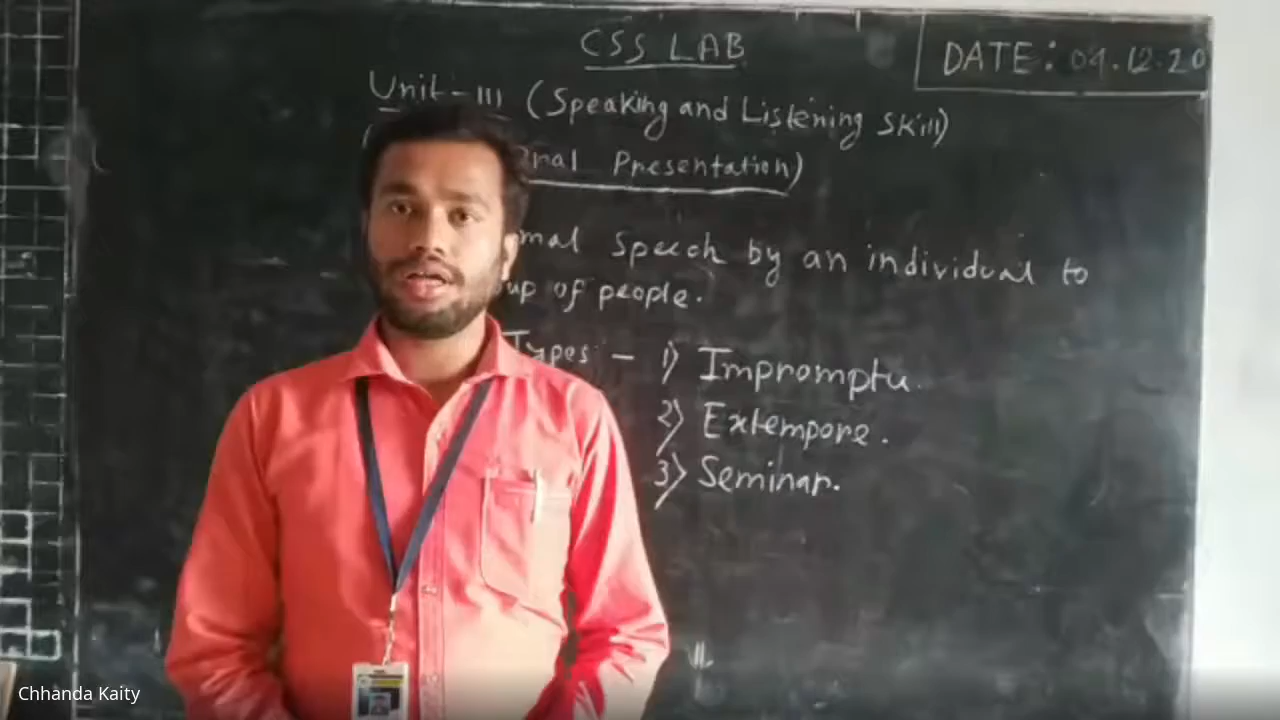 CSS LAB
DATE: 04.12.20
Unit-III (Speaking and Listening Skill)
Presentation)
speech by an individual to
of people.
Types - 1) Impromptu.
2) Extempore.
3) Seminar.
Chhanda Kaity